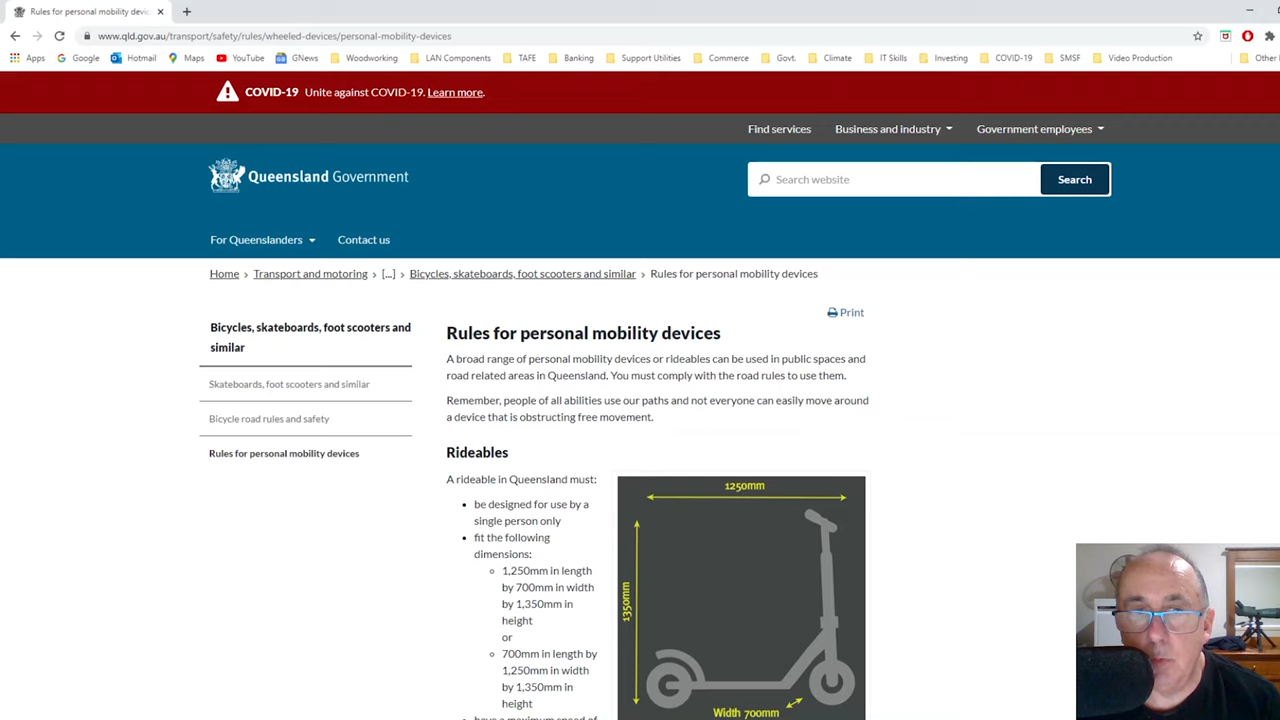 Rules for personal mobility devic
www.qld.gov.au/transport/safety/rules/wheeled-devices/personal-mobility-devices
Apps Google Hotmail Maps YouTube GNews Woodworking LAN Components TAFE Banking Support Utilities Commerce Govt. Climate IT Skills Investing COVID-19 SMSF Video Production Other
COVID-19 Unite against COVID-19. Learn more.
Find services Business and industry Government employees
Queensland Government
Search website
Search
For Queenslanders Contact us
Home > Transport and motoring > [...] > Bicycles, skateboards, foot scooters and similar > Rules for personal mobility devices
Bicycles, skateboards, foot scooters and
similar
Skateboards, foot scooters and similar
Bicycle road rules and safety
Rules for personal mobility devices
Print
Rules for personal mobility devices
A broad range of personal mobility devices or rideables can be used in public spaces and
road related areas in Queensland. You must comply with the road rules to use them.
Remember, people of all abilities use our paths and not everyone can easily move around
a device that is obstructing free movement.
Rideables
A rideable in Queensland must:
be designed for use by a
single person only
fit the following
dimensions:
1,250mm in length
by 700mm in width
by 1,350mm in
height
or
700mm in length by
1,250mm in width
by 1,350mm in
height
have a maximum speed of
1250mm
1350mm
Width 700mm